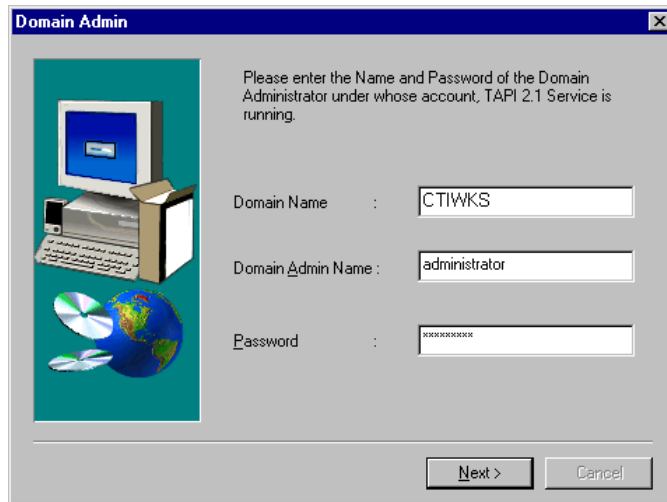 Domain Admin
Please enter the Name and Password of the Domain
Administrator under whose account, TAPI 2.1 Service is
running.
Domain Name : CTIWKS
Domain Admin Name : administrator
Password : *********
Next > Cancel